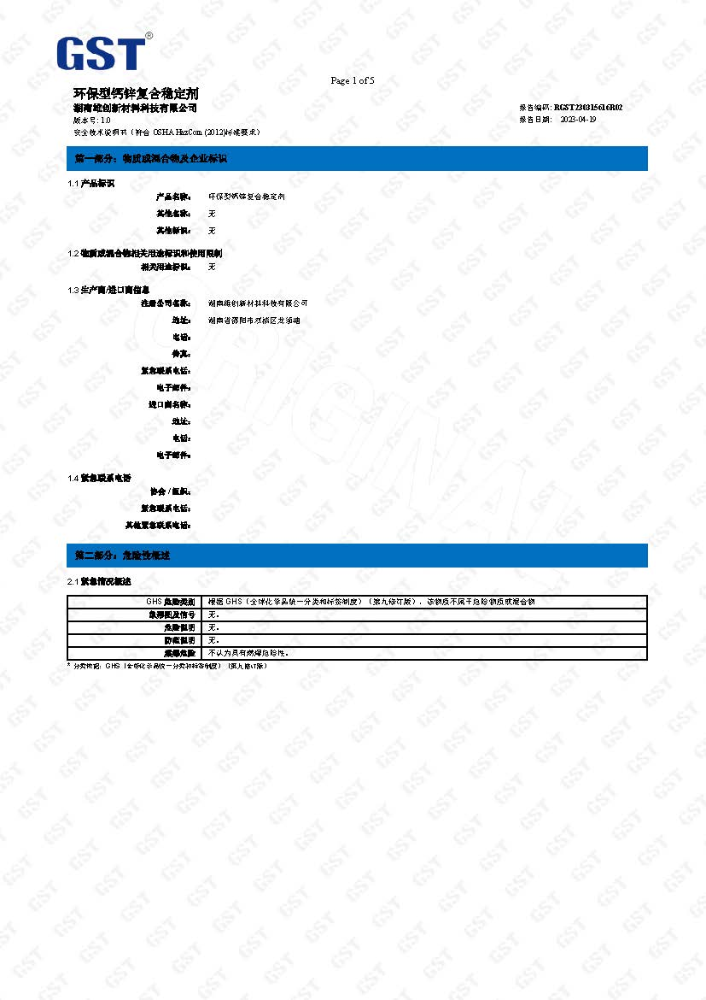 GST®
Page 1 of 5
环保型钙锌复合稳定剂
湖南雄创新材料科技有限公司
版本号: 1.0
安全技术说明书（符合 OSHA HazCom (2012)标准要求）
报告编码: RGST230315616R02
报告日期: 2023-04-19
第一部分：物质或混合物及企业标识
1.1 产品标识
产品名称： 环保型钙锌复合稳定剂
其他名称： 无
其他标识： 无
1.2 物质或混合物相关用途标识和使用限制
相关用途标识： 无
1.3 生产商/进口商信息
注册公司名称： 湖南雄创新材料科技有限公司
地址： 湖南省邵阳市双清区龙须塘
电话：
传真：
紧急联系电话：
电子邮件：
进口商名称：
地址：
电话：
电子邮件：
1.4 紧急联系电话
协会 / 组织：
紧急联系电话：
其他紧急联系电话：
第二部分：危险性概述
2.1 紧急情况概述
GHS 危险类别 根据 GHS（全球化学品统一分类和标签制度）（第九修订版），该物质不属于危险物质或混合物
象形图及信号 无。
危险说明 无。
防范说明 无。
燃爆危险 不认为具有燃爆危险性。
* 分类依据：GHS（全球化学品统一分类和标签制度）（第九修订版）